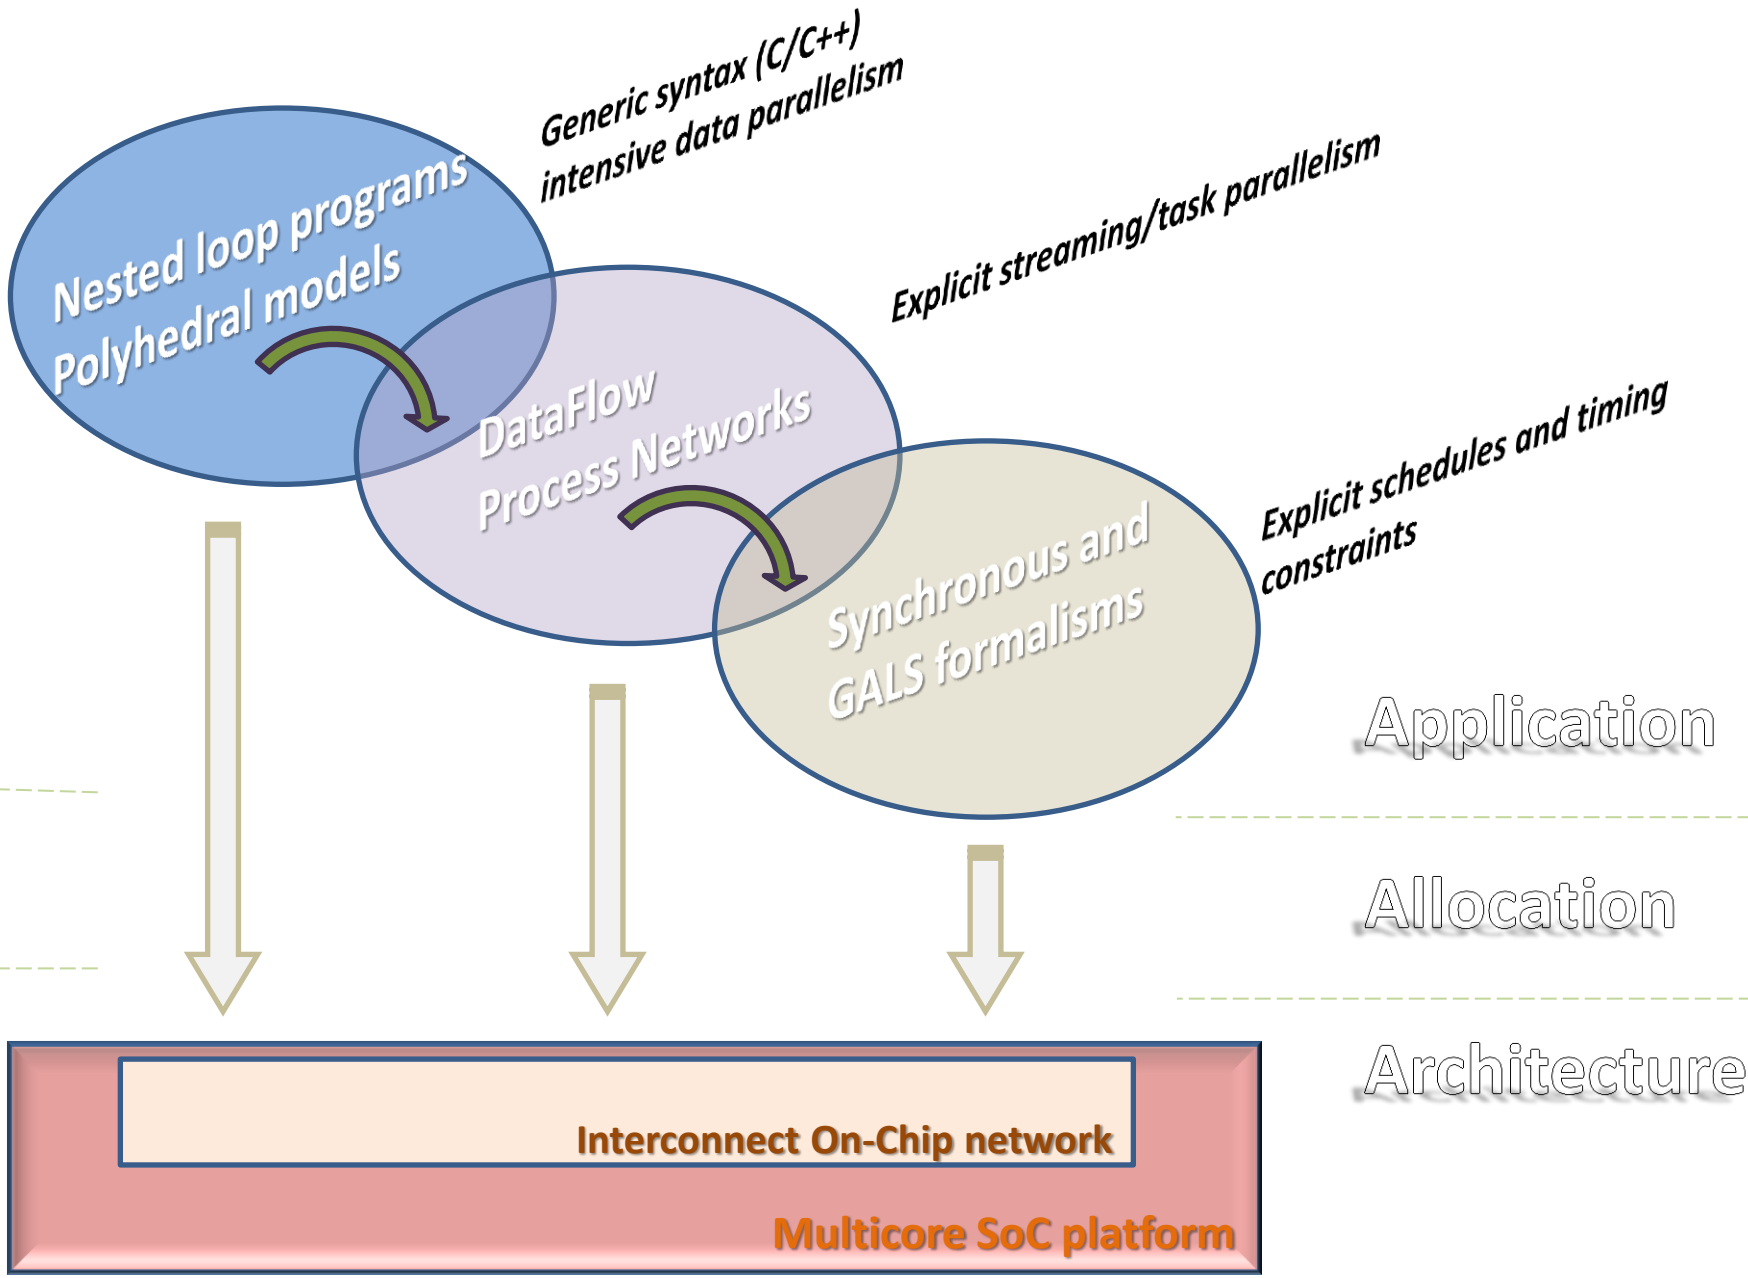 Generic syntax (C/C++)
intensive data parallelism
Explicit streaming/task parallelism
Nested loop programs
Polyhedral models
DataFlow
Process Networks
Explicit schedules and timing
constraints
Synchronous and
GALS formalisms
Application
Allocation
Architecture
Interconnect On-Chip network
Multicore SoC platform